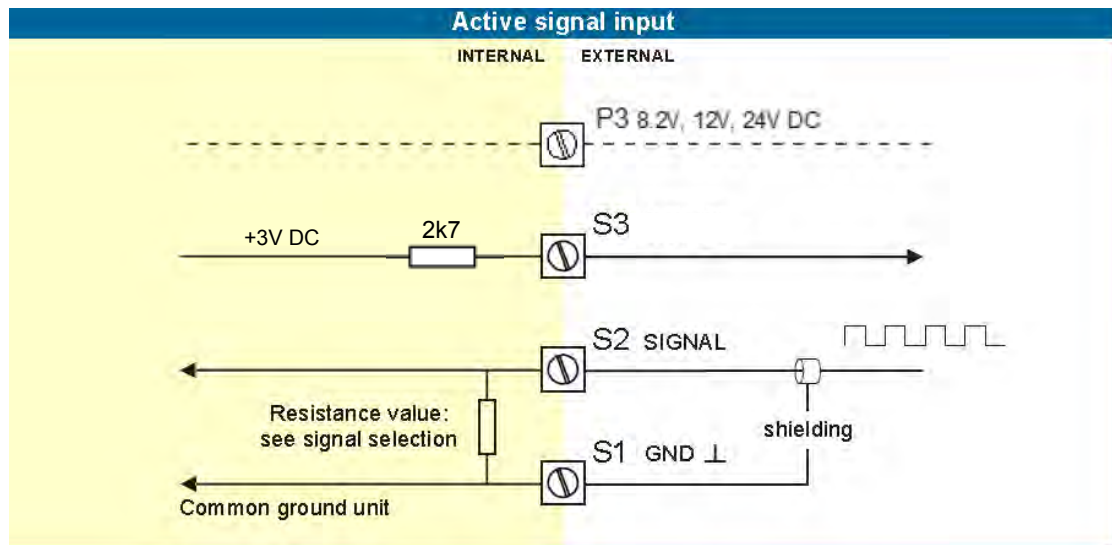 Active signal input
INTERNAL EXTERNAL
P3 8.2V, 12V, 24V DC
+3V DC
2k7
S3
S2 SIGNAL
Resistance value:
see signal selection
shielding
S1 GND ⊥
Common ground unit